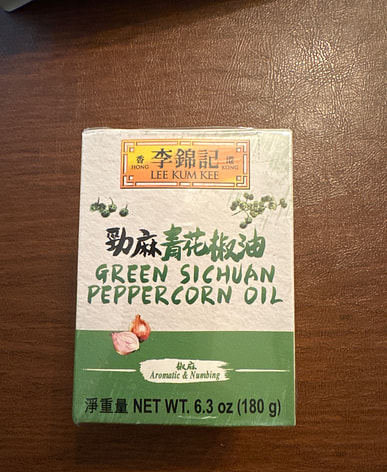 香 李錦記 港
HONG LEE KUM KEE KONG
勁麻青花椒油
GREEN SICHUAN
PEPPERCORN OIL
椒麻
Aromatic & Numbing
淨重量 NET WT. 6.3 oz (180 g)